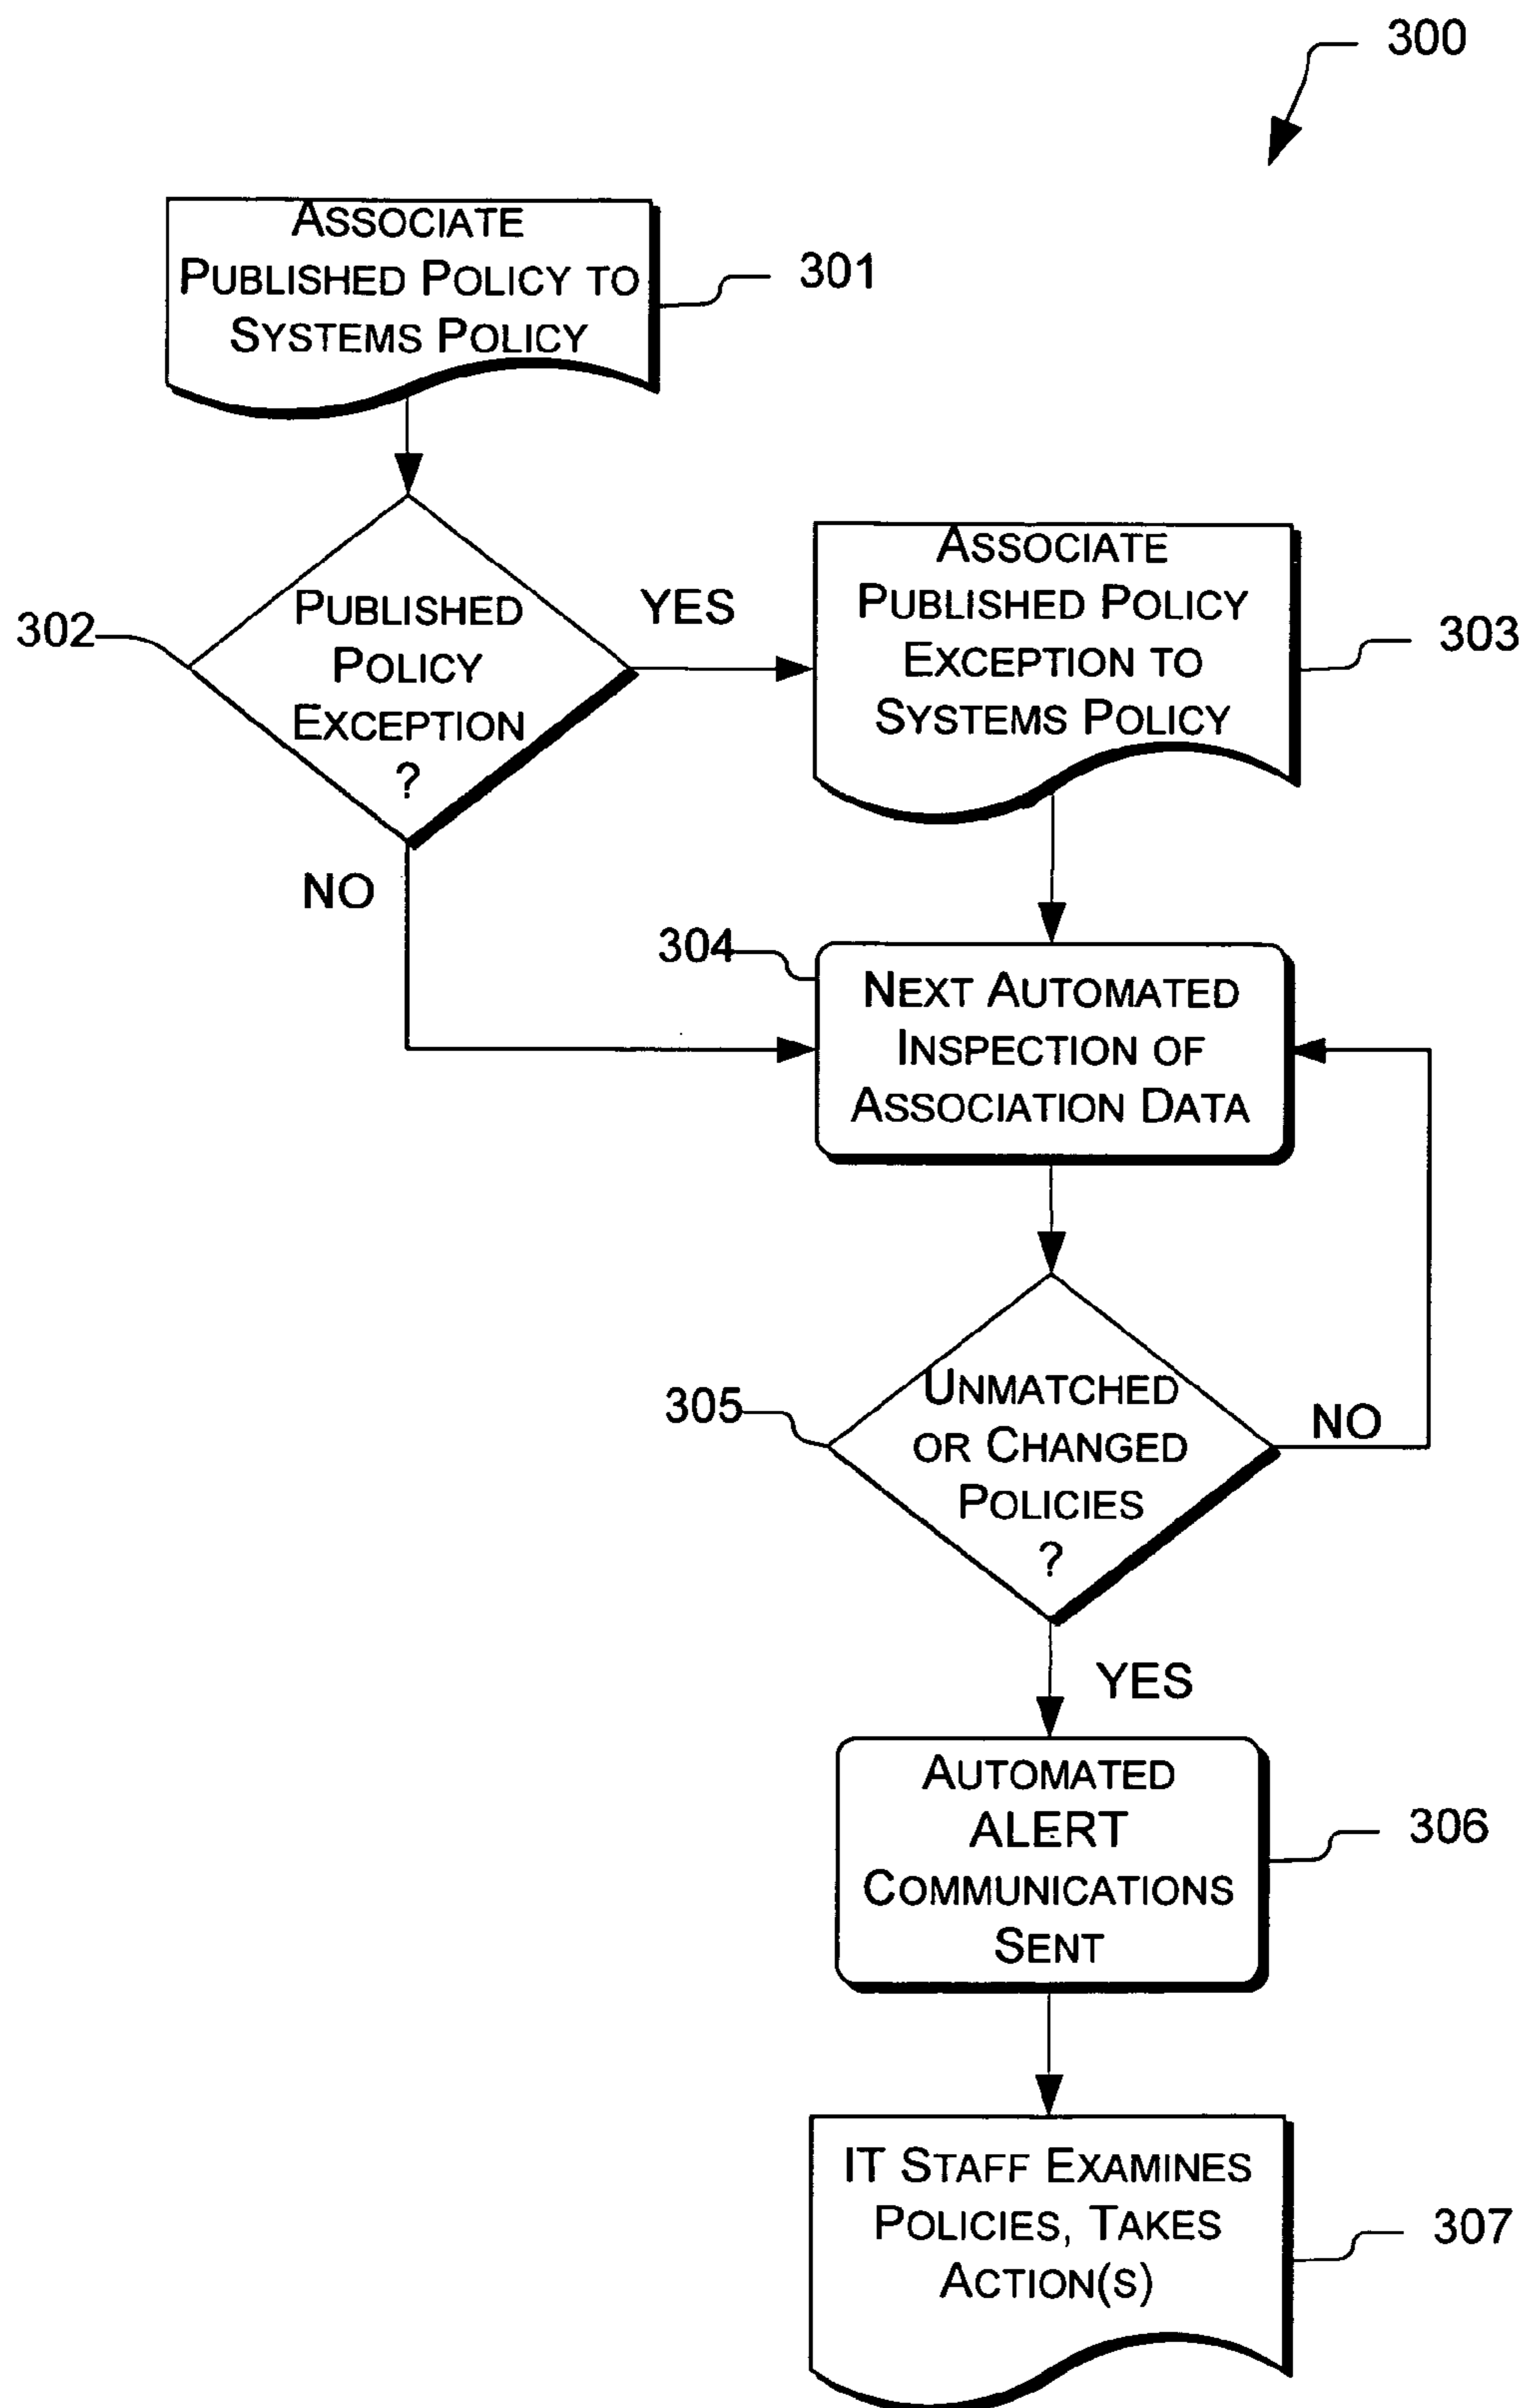 300
ASSOCIATE
PUBLISHED POLICY TO
SYSTEMS POLICY
301
302
PUBLISHED
POLICY
EXCEPTION
?
YES
NO
ASSOCIATE
PUBLISHED POLICY
EXCEPTION TO
SYSTEMS POLICY
303
304
NEXT AUTOMATED
INSPECTION OF
ASSOCIATION DATA
305
UNMATCHED
OR CHANGED
POLICIES
?
NO
YES
AUTOMATED
ALERT
COMMUNICATIONS
SENT
306
IT STAFF EXAMINES
POLICIES, TAKES
ACTION(S)
307